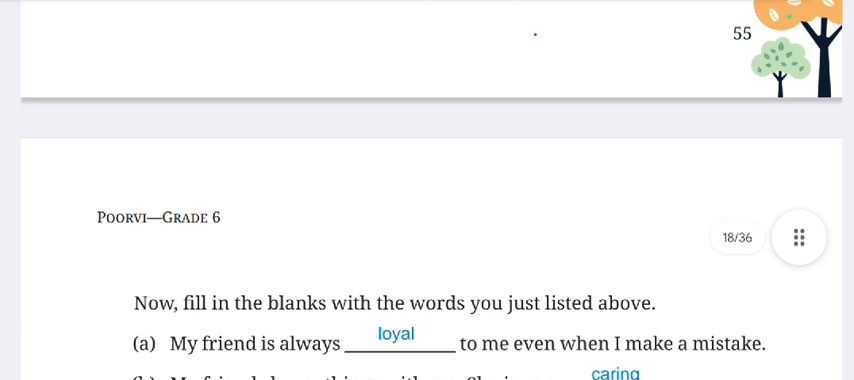 55
POORVI—GRADE 6
18/36
Now, fill in the blanks with the words you just listed above.
(a) My friend is always loyal to me even when I make a mistake.
caring